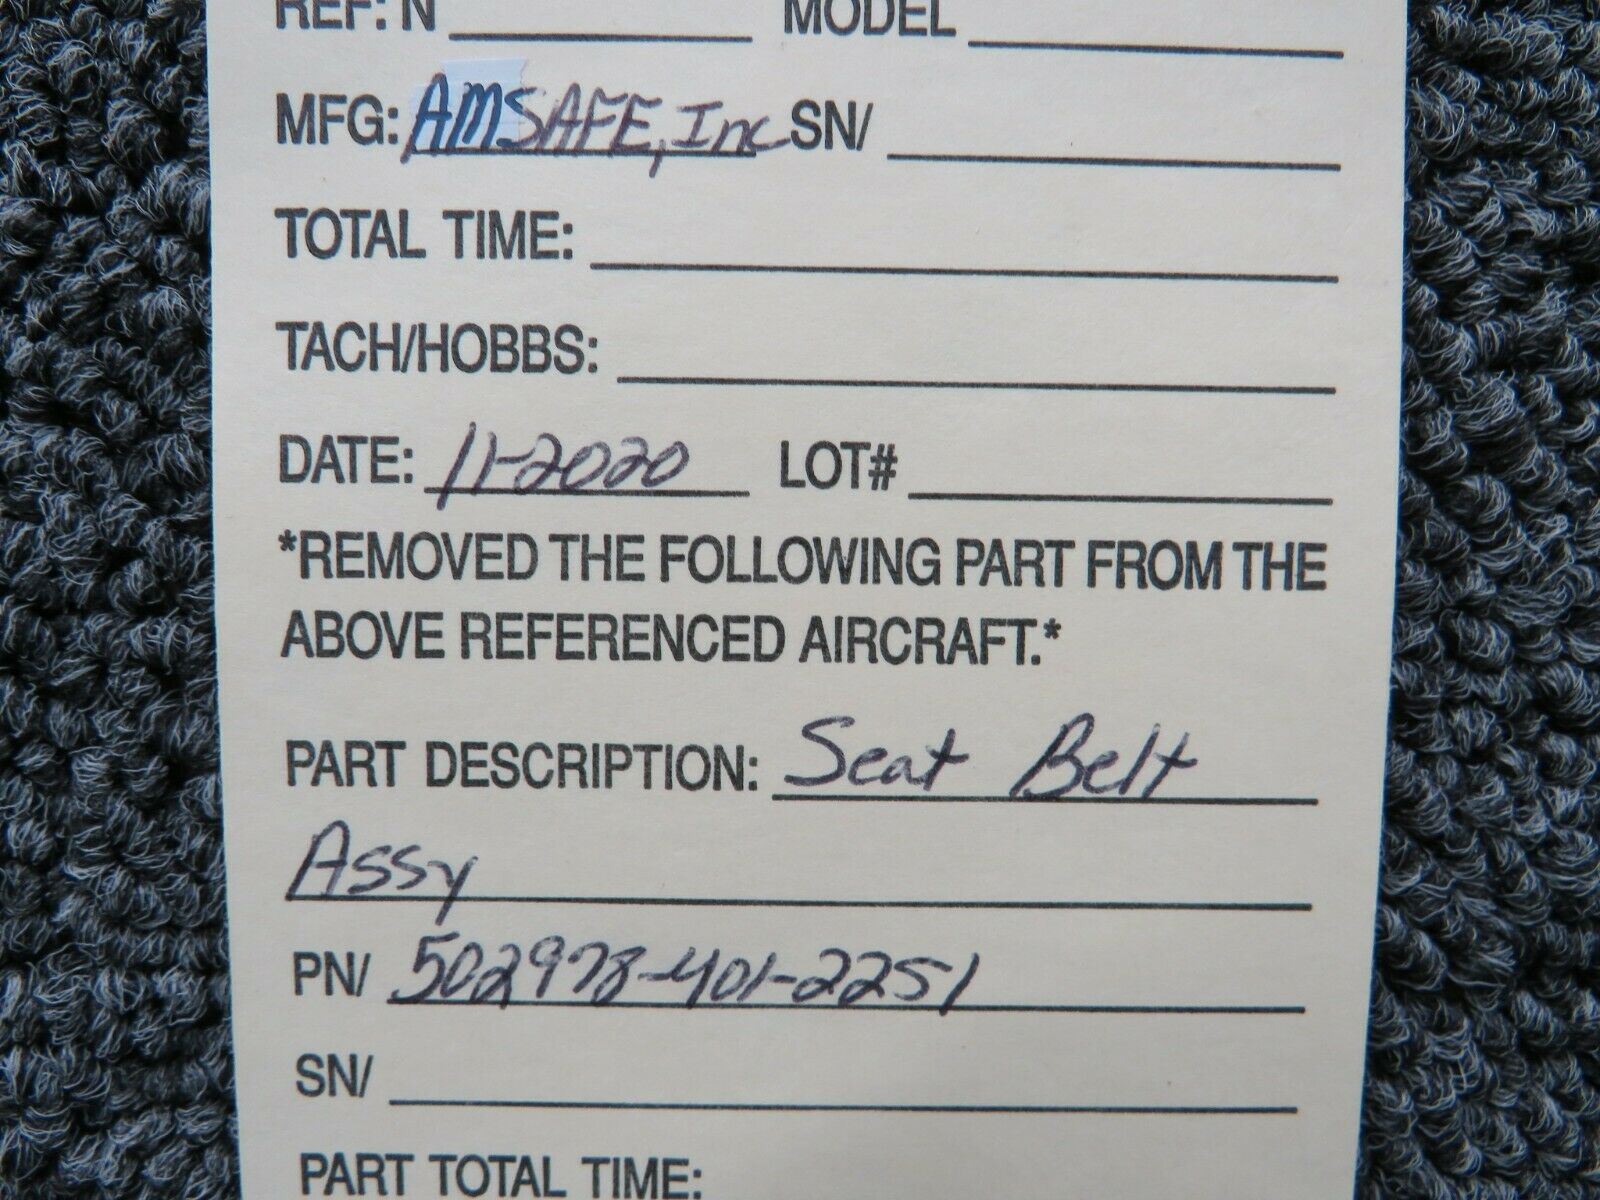 REF: N MODEL
MFG: AMSAFE, Inc SN/
TOTAL TIME:
TACH/HOBBS:
DATE: 11-2020 LOT#
*REMOVED THE FOLLOWING PART FROM THE
ABOVE REFERENCED AIRCRAFT.*
PART DESCRIPTION: Seat Belt
Assy
PN/ 502978-401-2251
SN/
PART TOTAL TIME: